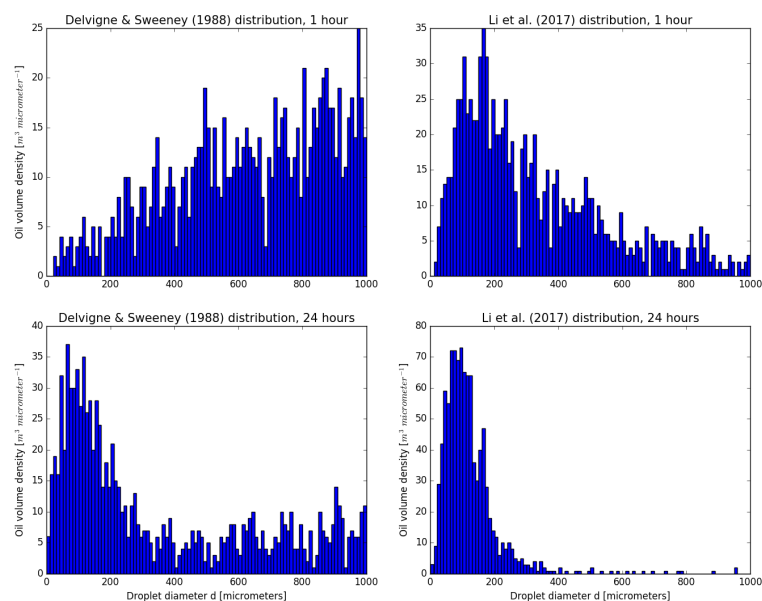 Delvigne & Sweeney (1988) distribution, 1 hour
Li et al. (2017) distribution, 1 hour
Oil volume density [m³ micrometer⁻¹]
25
20
15
10
5
0
0 200 400 600 800 1000
Oil volume density [m³ micrometer⁻¹]
35
30
25
20
15
10
5
0
0 200 400 600 800 1000
Delvigne & Sweeney (1988) distribution, 24 hours
Li et al. (2017) distribution, 24 hours
Oil volume density [m³ micrometer⁻¹]
40
35
30
25
20
15
10
5
0
0 200 400 600 800 1000
Droplet diameter d [micrometers]
Oil volume density [m³ micrometer⁻¹]
80
70
60
50
40
30
20
10
0
0 200 400 600 800 1000
Droplet diameter d [micrometers]